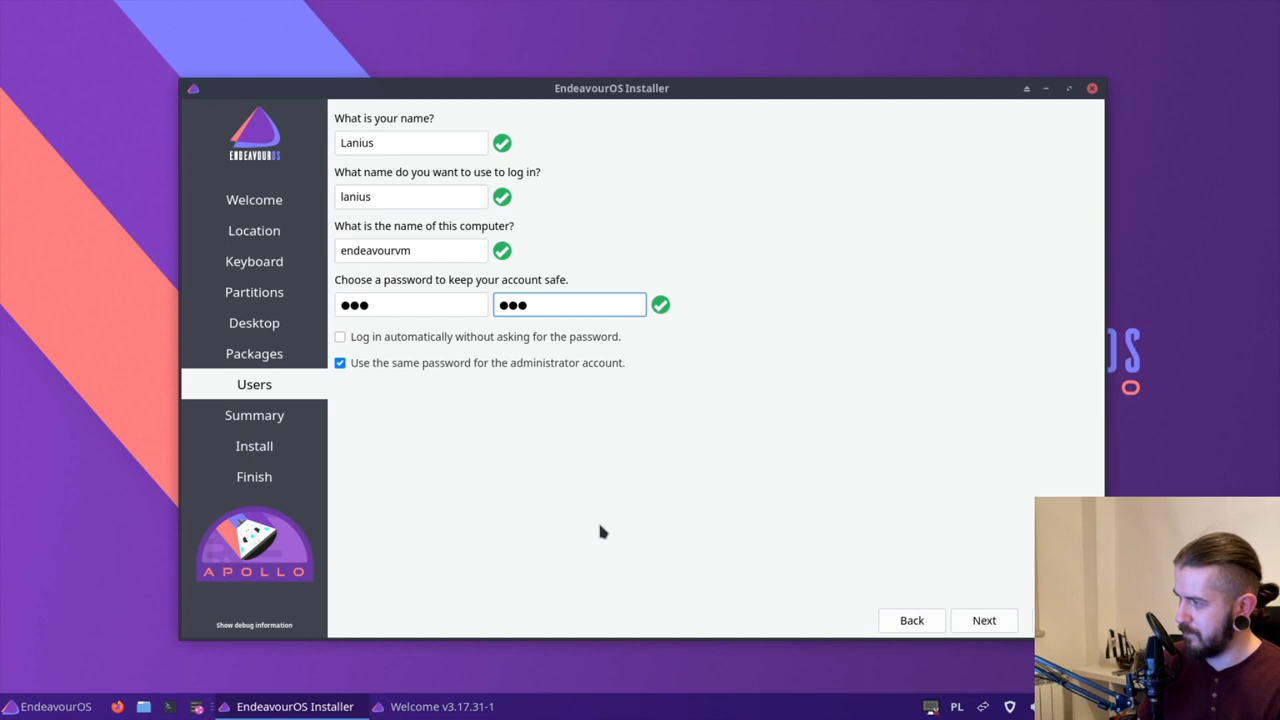 EndeavourOS Installer
ENDEAVOUROS
Welcome
Location
Keyboard
Partitions
Desktop
Packages
Users
Summary
Install
Finish
APOLLO
Show debug information
What is your name?
Lanius
What name do you want to use to log in?
lanius
What is the name of this computer?
endeavourvm
Choose a password to keep your account safe.
●●● ●●●
Log in automatically without asking for the password.
Use the same password for the administrator account.
Back Next
OS
O
EndeavourOS EndeavourOS Installer Welcome v3.17.31-1 PL